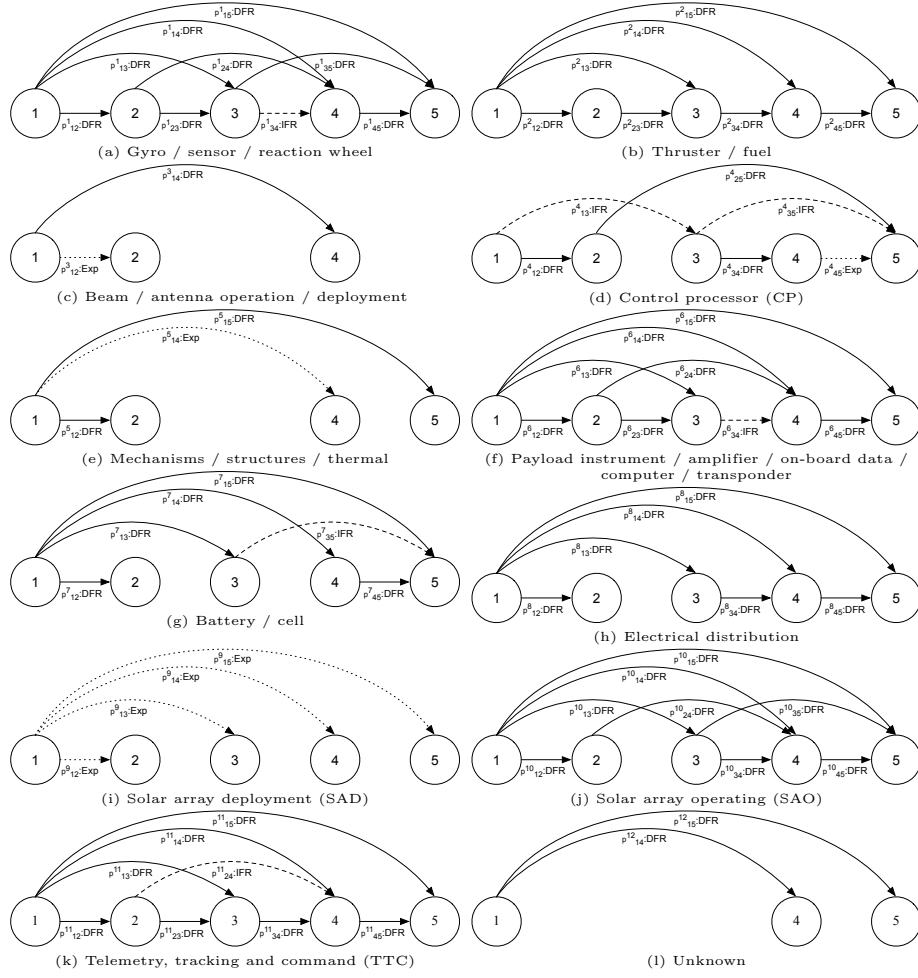 p¹₁₅:DFR
p¹₁₄:DFR
p¹₁₃:DFR p¹₂₄:DFR p¹₃₅:DFR
1 2 3 4 5
p¹₁₂:DFR p¹₂₃:DFR p¹₃₄:IFR p¹₄₅:DFR
(a) Gyro / sensor / reaction wheel
p²₁₅:DFR
p²₁₄:DFR
p²₁₃:DFR
1 2 3 4 5
p²₁₂:DFR p²₂₃:DFR p²₃₄:DFR p²₄₅:DFR
(b) Thruster / fuel
p³₁₄:DFR
1 2 4
p³₁₂:Exp
(c) Beam / antenna operation / deployment
p⁴₂₅:DFR
p⁴₁₃:IFR p⁴₃₅:IFR
1 2 3 4 5
p⁴₁₂:DFR p⁴₃₄:DFR p⁴₄₅:Exp
(d) Control processor (CP)
p⁵₁₅:DFR
p⁵₁₄:Exp
1 2 4 5
p⁵₁₂:DFR
(e) Mechanisms / structures / thermal
p⁶₁₅:DFR
p⁶₁₄:DFR
p⁶₁₃:DFR p⁶₂₄:DFR
1 2 3 4 5
p⁶₁₂:DFR p⁶₂₃:DFR p⁶₃₄:IFR p⁶₄₅:DFR
(f) Payload instrument / amplifier / on-board data /
computer / transponder
p⁷₁₅:DFR
p⁷₁₄:DFR
p⁷₁₃:DFR p⁷₃₅:IFR
1 2 3 4 5
p⁷₁₂:DFR p⁷₄₅:DFR
(g) Battery / cell
p⁸₁₅:DFR
p⁸₁₄:DFR
p⁸₁₃:DFR
1 2 3 4 5
p⁸₁₂:DFR p⁸₃₄:DFR p⁸₄₅:DFR
(h) Electrical distribution
p⁹₁₅:Exp
p⁹₁₄:Exp
p⁹₁₃:Exp
1 2 3 4 5
p⁹₁₂:Exp
(i) Solar array deployment (SAD)
p¹⁰₁₅:DFR
p¹⁰₁₄:DFR
p¹⁰₁₃:DFR p¹⁰₂₄:DFR p¹⁰₃₅:DFR
1 2 3 4 5
p¹⁰₁₂:DFR p¹⁰₃₄:DFR p¹⁰₄₅:DFR
(j) Solar array operating (SAO)
p¹¹₁₅:DFR
p¹¹₁₄:DFR
p¹¹₁₃:DFR p¹¹₂₄:IFR
1 2 3 4 5
p¹¹₁₂:DFR p¹¹₂₃:DFR p¹¹₃₄:DFR p¹¹₄₅:DFR
(k) Telemetry, tracking and command (TTC)
p¹²₁₅:DFR
p¹²₁₄:DFR
1 4 5
(l) Unknown